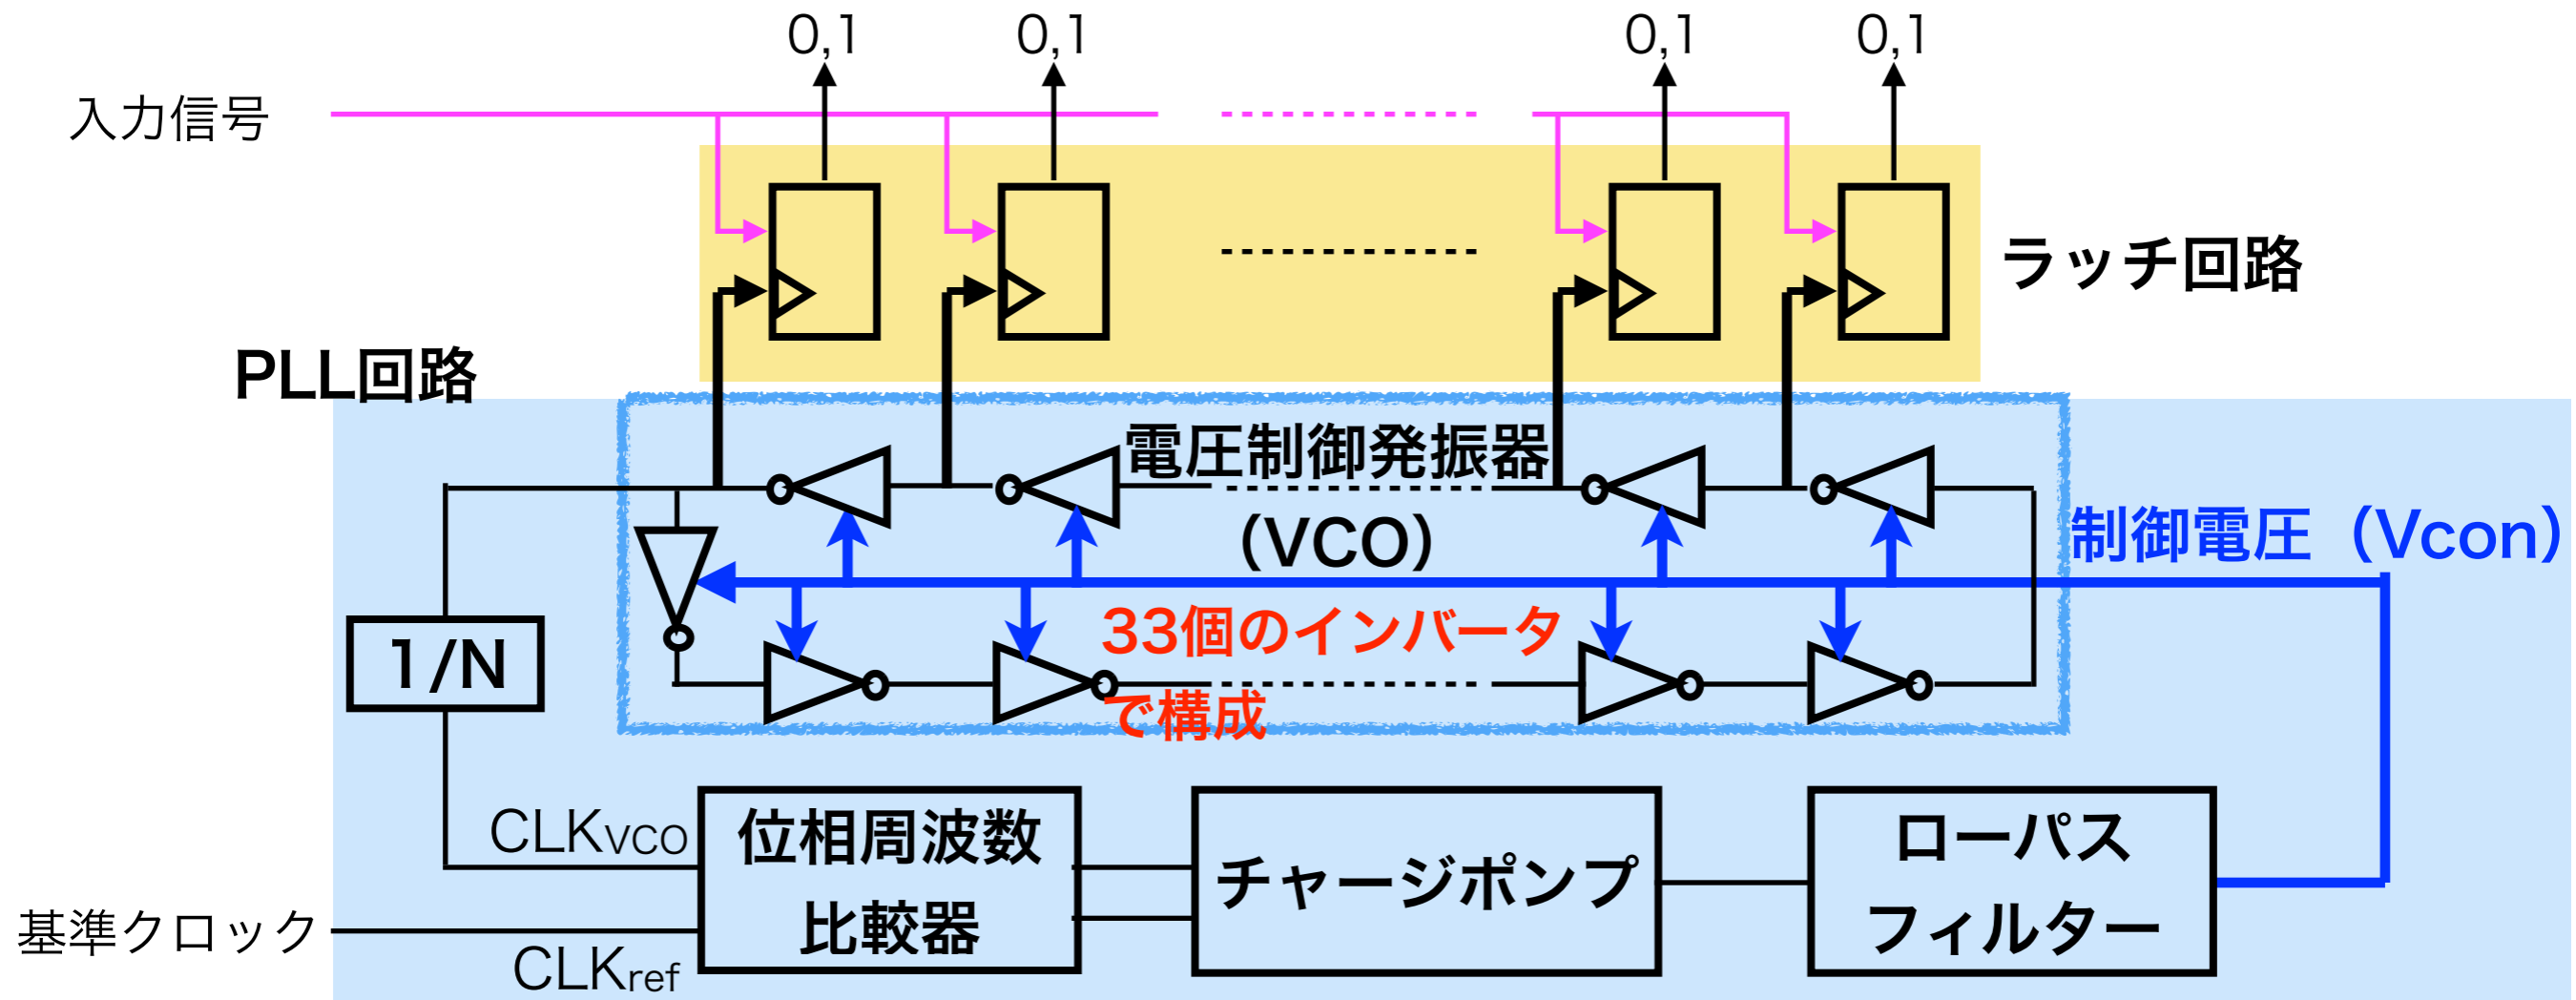 0,1
0,1
0,1
0,1
入力信号
ラッチ回路
PLL回路
電圧制御発振器
(VCO)
制御電圧（Vcon）
33個のインバータ
で構成
1/N
CLKVCO
位相周波数
比較器
チャージポンプ
ローパス
フィルター
基準クロック
CLKref